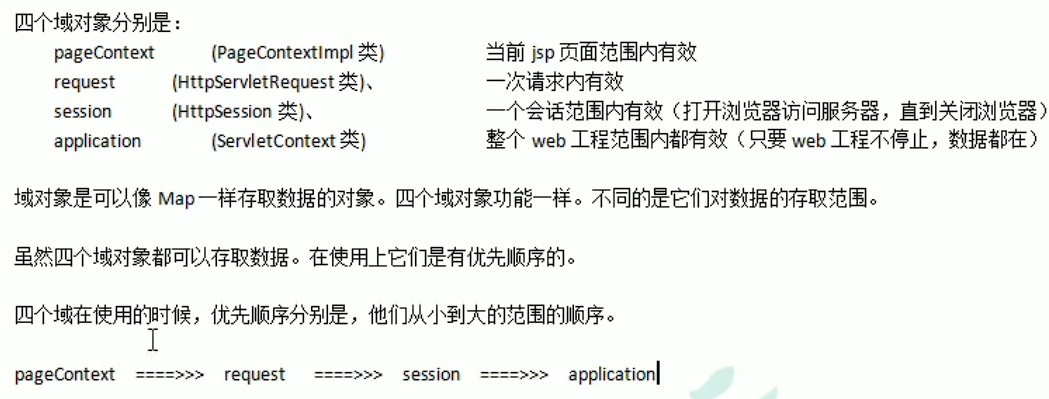 四个域对象分别是：
pageContext (PageContextImpl 类) 当前 jsp 页面范围内有效
request (HttpServletRequest 类)、 一次请求内有效
session (HttpSession 类)、 一个会话范围内有效（打开浏览器访问服务器，直到关闭浏览器）
application (ServletContext 类) 整个 web 工程范围内都有效（只要 web 工程不停止，数据都在）
域对象是可以像 Map 一样存取数据的对象。四个域对象功能一样。不同的是它们对数据的存取范围。
虽然四个域对象都可以存取数据。在使用上它们是有优先顺序的。
四个域在使用的时候，优先顺序分别是，他们从小到大的范围的顺序。
pageContext ====>>> request ====>>> session ====>>> application